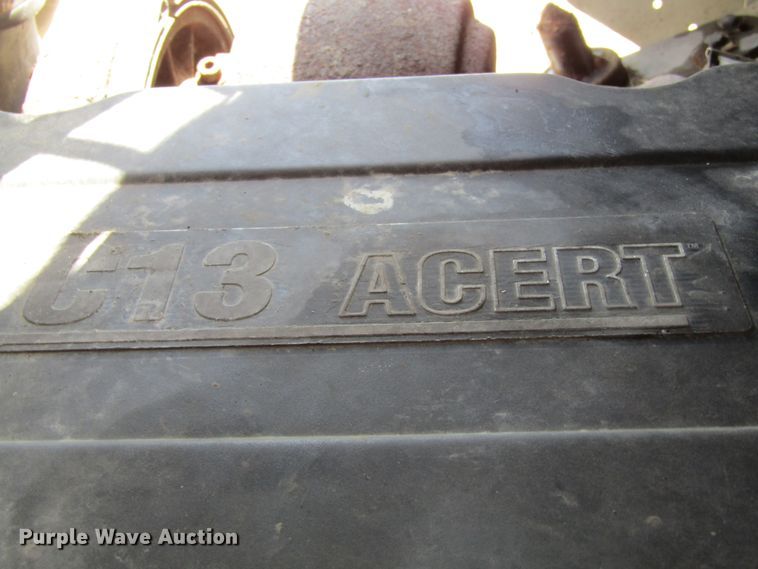 C13 ACERT™
Purple Wave Auction